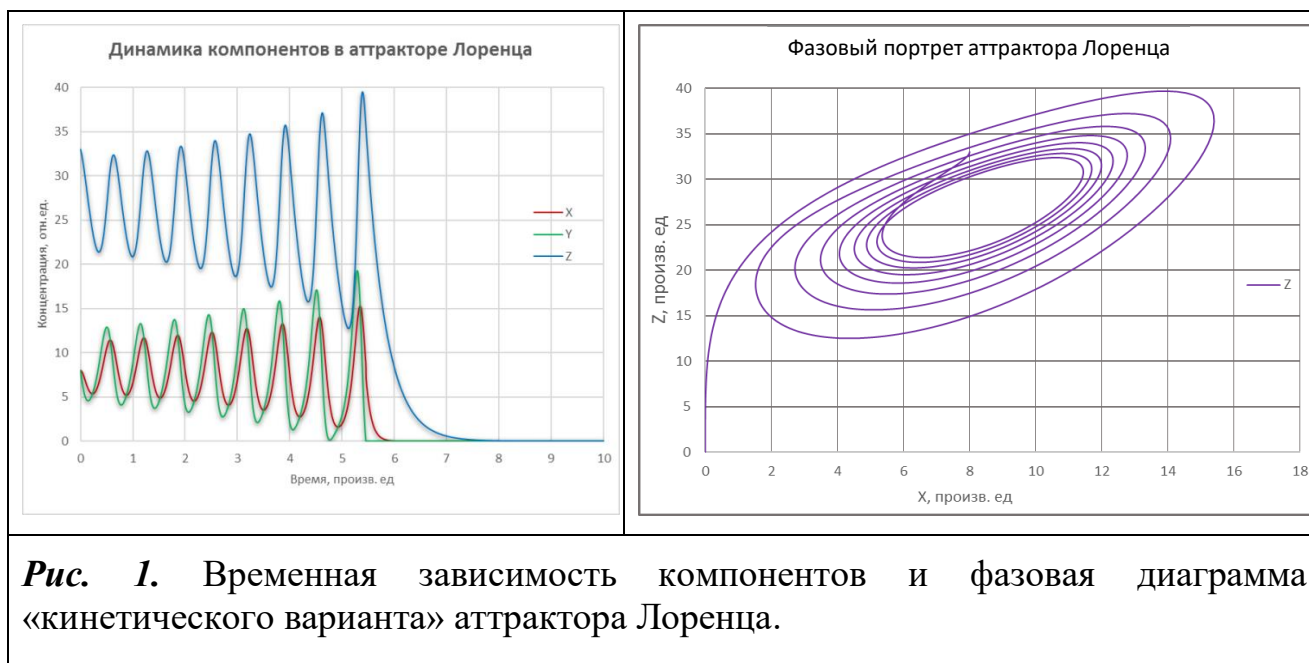 Динамика компонентов в аттракторе Лоренца
40
35
30
25
20
15
10
5
0
Концентрация, отн.ед.
X
Y
Z
0 1 2 3 4 5 6 7 8 9 10
Время, произв. ед
Фазовый портрет аттрактора Лоренца
40
35
30
25
20
15
10
5
0
Z, произв. ед
Z
0 2 4 6 8 10 12 14 16 18
X, произв. ед
Рис. 1. Временная зависимость компонентов и фазовая диаграмма
«кинетического варианта» аттрактора Лоренца.